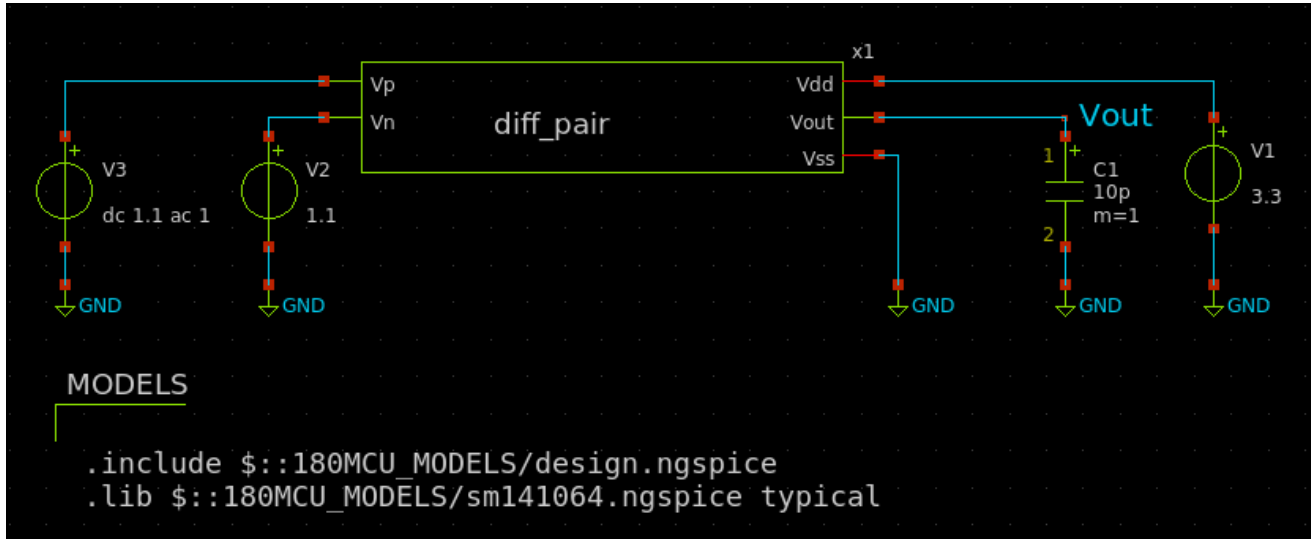 x1
Vp
Vdd
Vn
diff_pair
Vout
Vss
Vout
+
V3
dc 1.1 ac 1
+
V2
1.1
1
+
C1
10p
m=1
2
+
V1
3.3
GND
GND
GND
GND
GND
MODELS
.include $::180MCU_MODELS/design.ngspice
.lib $::180MCU_MODELS/sm141064.ngspice typical